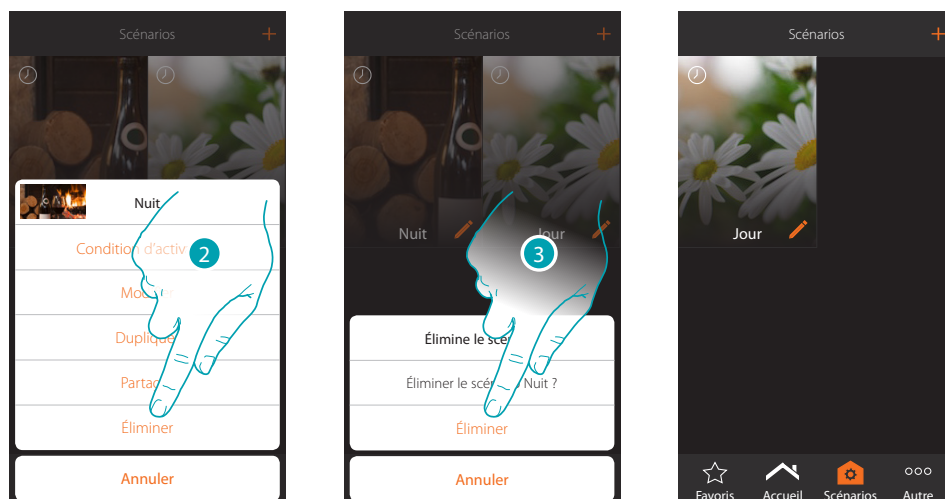 Scénarios +
Nuit
Condition d'activ
2
Mod
Dupliquer
Partag
Éliminer
Annuler
Scénarios +
Nuit
Jour
3
Élimine le scé
Éliminer le scé o Nuit ?
Éliminer
Annuler
Scénarios +
Jour
Favoris Accueil Scénarios Autre